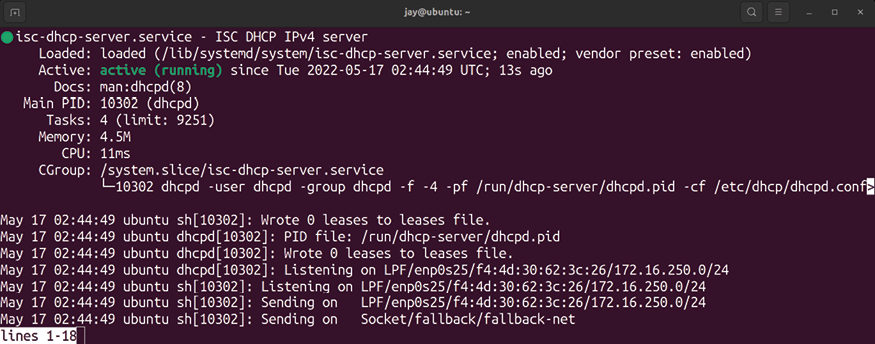 jay@ubuntu: ~
isc-dhcp-server.service - ISC DHCP IPv4 server
Loaded: loaded (/lib/systemd/system/isc-dhcp-server.service; enabled; vendor preset: enabled)
Active: active (running) since Tue 2022-05-17 02:44:49 UTC; 13s ago
Docs: man:dhcpd(8)
Main PID: 10302 (dhcpd)
Tasks: 4 (limit: 9251)
Memory: 4.5M
CPU: 11ms
CGroup: /system.slice/isc-dhcp-server.service
└─10302 dhcpd -user dhcpd -group dhcpd -f -4 -pf /run/dhcp-server/dhcpd.pid -cf /etc/dhcp/dhcpd.conf>
May 17 02:44:49 ubuntu sh[10302]: Wrote 0 leases to leases file.
May 17 02:44:49 ubuntu dhcpd[10302]: PID file: /run/dhcp-server/dhcpd.pid
May 17 02:44:49 ubuntu dhcpd[10302]: Wrote 0 leases to leases file.
May 17 02:44:49 ubuntu dhcpd[10302]: Listening on LPF/enp0s25/f4:4d:30:62:3c:26/172.16.250.0/24
May 17 02:44:49 ubuntu sh[10302]: Listening on LPF/enp0s25/f4:4d:30:62:3c:26/172.16.250.0/24
May 17 02:44:49 ubuntu sh[10302]: Sending on   LPF/enp0s25/f4:4d:30:62:3c:26/172.16.250.0/24
May 17 02:44:49 ubuntu sh[10302]: Sending on   Socket/fallback/fallback-net
lines 1-18